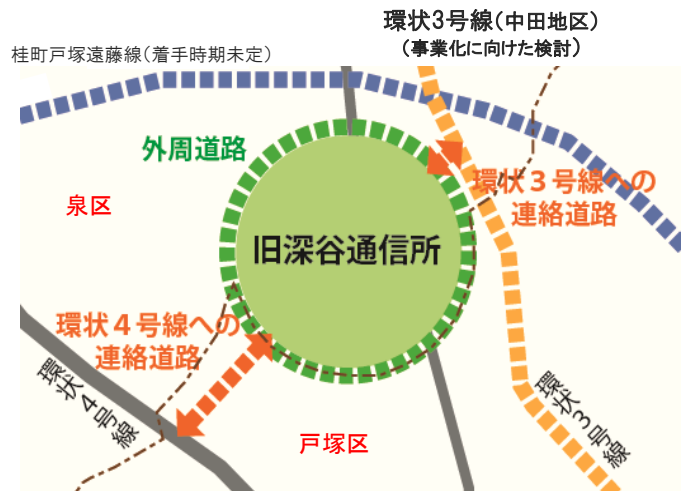 環状3号線(中田地区)
(事業化に向けた検討)
桂町戸塚遠藤線(着手時期未定)
外周道路
環状３号線への
連絡道路
泉区
旧深谷通信所
環状４号線への
連絡道路
環状４号線
環状３号線
戸塚区